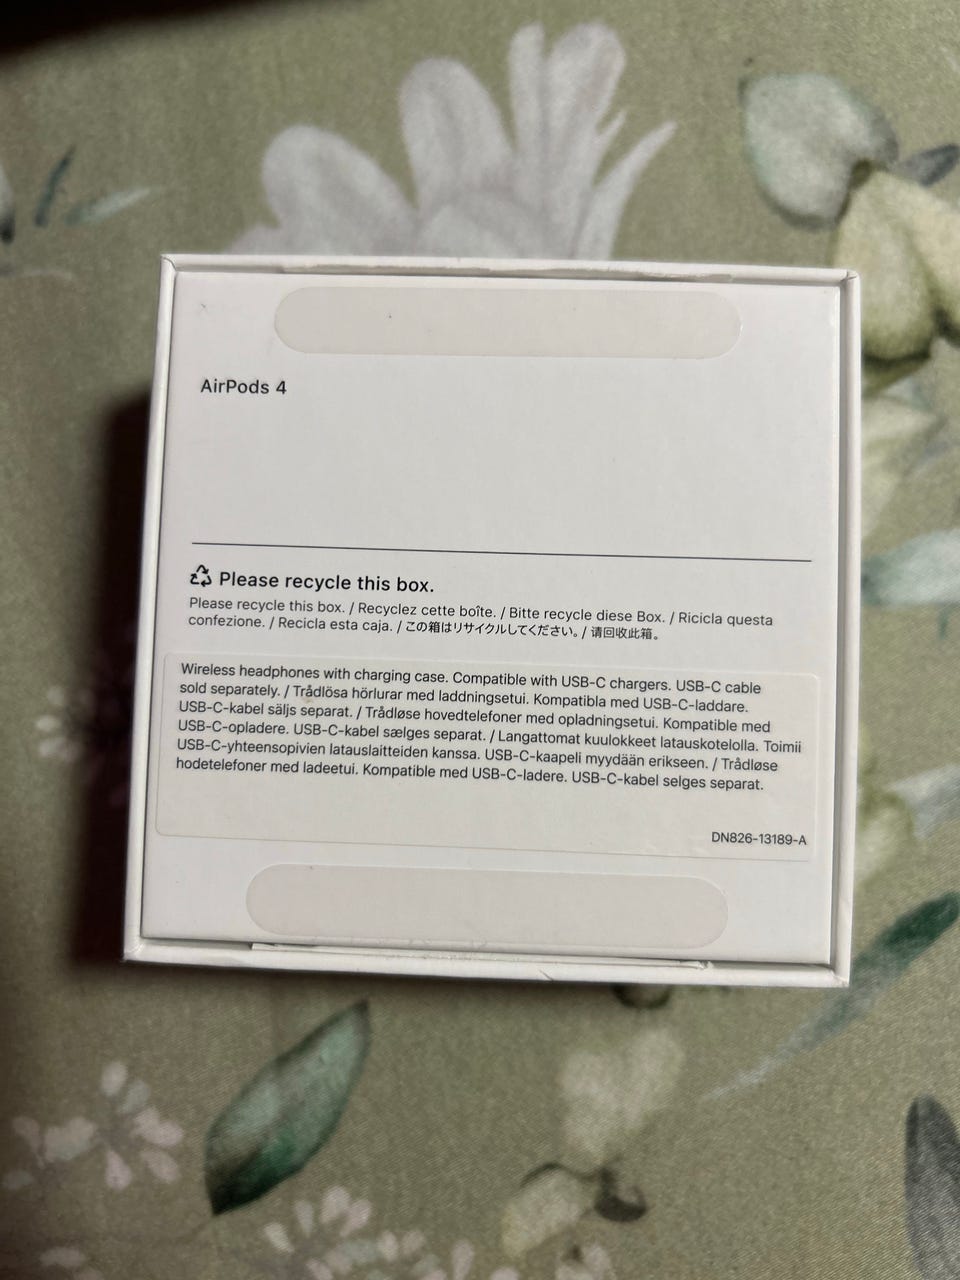 AirPods 4
Please recycle this box.
Please recycle this box. / Recyclez cette boîte. / Bitte recycle diese Box. / Ricicla questa
confezione. / Recicla esta caja. / この箱はリサイクルしてください。/ 请回收此箱。
Wireless headphones with charging case. Compatible with USB-C chargers. USB-C cable
sold separately. / Trådlösa hörlurar med laddningsetui. Kompatibla med USB-C-laddare.
USB-C-kabel säljs separat. / Trådløse hovedtelefoner med opladningsetui. Kompatible med
USB-C-opladere. USB-C-kabel sælges separat. / Langattomat kuulokkeet latauskotelolla. Toimii
USB-C-yhteensopivien latauslaitteiden kanssa. USB-C-kaapeli myydään erikseen. / Trådløse
hodetelefoner med ladeetui. Kompatible med USB-C-ladere. USB-C-kabel selges separat.
DN826-13189-A